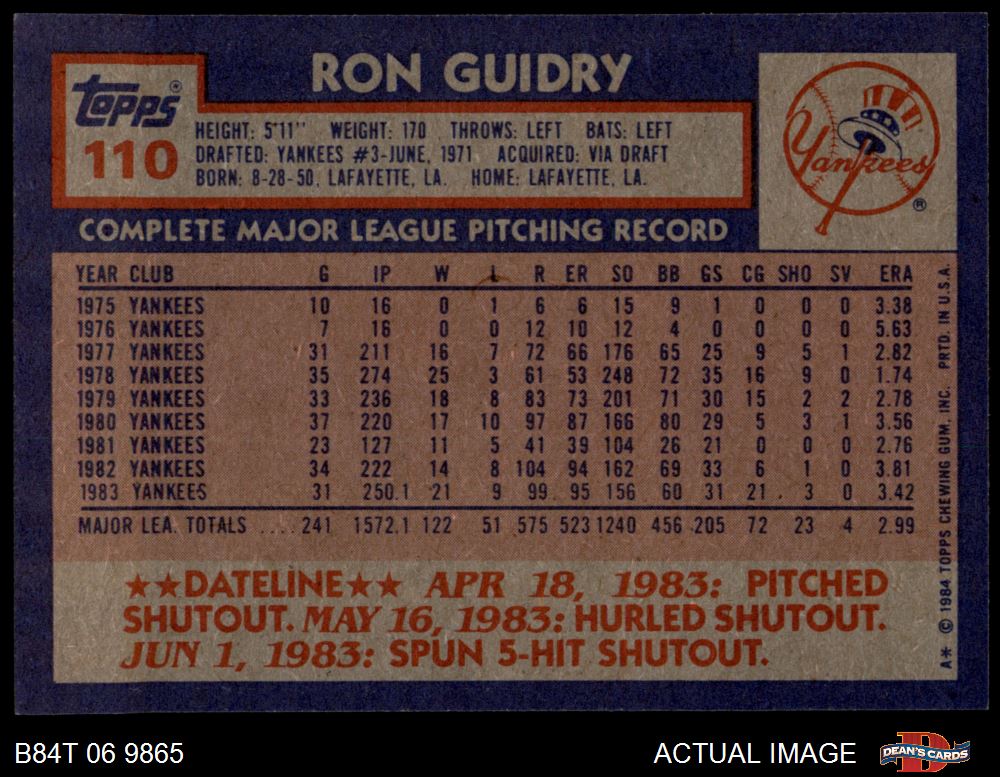 RON GUIDRY
Topps®
110
HEIGHT: 5'11" WEIGHT: 170 THROWS: LEFT BATS: LEFT
DRAFTED: YANKEES #3-JUNE, 1971 ACQUIRED: VIA DRAFT
BORN: 8-28-50, LAFAYETTE, LA. HOME: LAFAYETTE, LA.
Yankees
®
COMPLETE MAJOR LEAGUE PITCHING RECORD
YEAR CLUB G IP W L R ER SO BB GS CG SHO SV ERA
1975 YANKEES 10 16 0 1 6 6 15 9 1 0 0 0 3.38
1976 YANKEES 7 16 0 0 12 10 12 4 0 0 0 0 5.63
1977 YANKEES 31 211 16 7 72 66 176 65 25 9 5 1 2.82
1978 YANKEES 35 274 25 3 61 53 248 72 35 16 9 0 1.74
1979 YANKEES 33 236 18 8 83 73 201 71 30 15 2 2 2.78
1980 YANKEES 37 220 17 10 97 87 166 80 29 5 3 1 3.56
1981 YANKEES 23 127 11 5 41 39 104 26 21 0 0 0 2.76
1982 YANKEES 34 222 14 8 104 94 162 69 33 6 1 0 3.81
1983 YANKEES 31 250.1 21 9 99 95 156 60 31 21 3 0 3.42
MAJOR LEA. TOTALS .... 241 1572.1 122 51 575 523 1240 456 205 72 23 4 2.99
★★DATELINE★★ APR 18, 1983: PITCHED
SHUTOUT. MAY 16, 1983: HURLED SHUTOUT.
JUN 1, 1983: SPUN 5-HIT SHUTOUT.
A* © 1984 TOPPS CHEWING GUM, INC. PRTD. IN U.S.A.
B84T 06 9865
ACTUAL IMAGE
D
DEAN'S CARDS